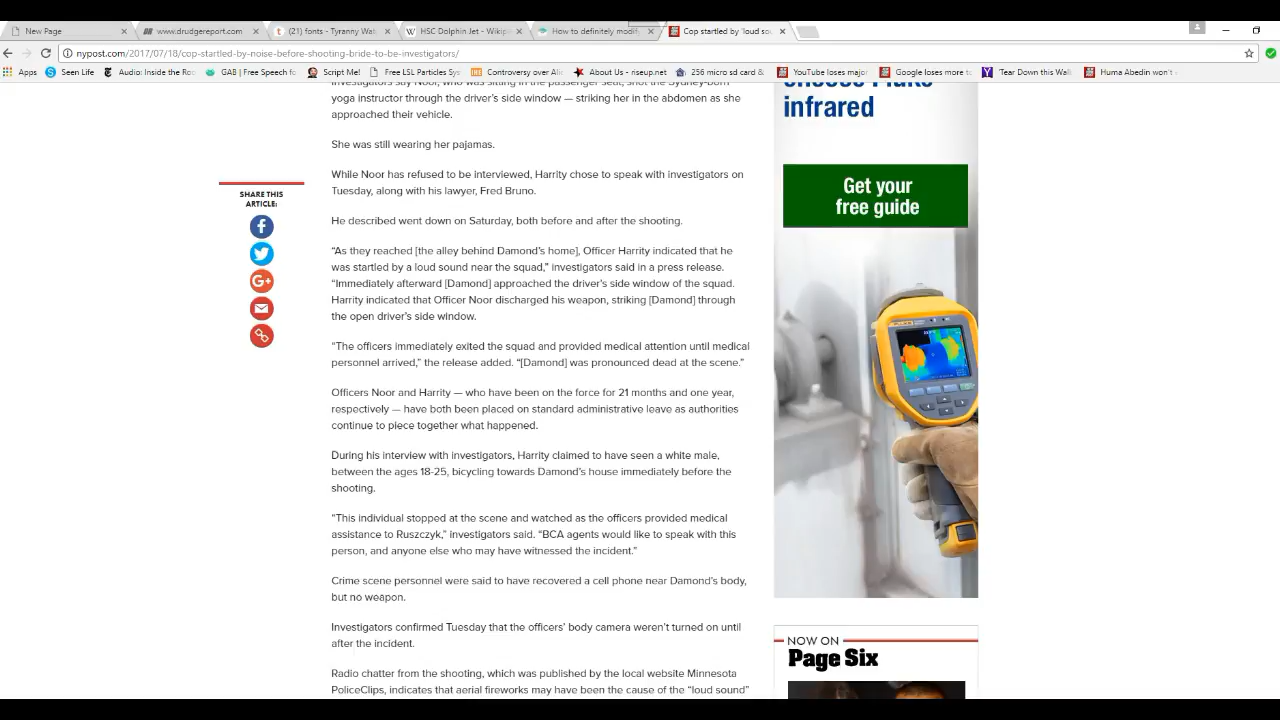 New Page
www.drudgereport.com
(21) fonts - Tyranny Wat
HSC Dolphin Jet - Wikip
How to definitely modif
Cop startled by 'loud sou
nypost.com/2017/07/18/cop-startled-by-noise-before-shooting-bride-to-be-investigators/
Apps
Seen Life
Audio: Inside the Ro
GAB | Free Speech fo
Script Me!
Free LSL Particles Sys
Controversy over Ali
About Us - riseup.net
256 micro sd card &
YouTube loses major
Google loses more to
'Tear Down this Wall
Huma Abedin won't
yoga instructor through the driver's side window — striking her in the abdomen as she
approached their vehicle.
She was still wearing her pajamas.
While Noor has refused to be interviewed, Harrity chose to speak with investigators on
Tuesday, along with his lawyer, Fred Bruno.
He described went down on Saturday, both before and after the shooting.
“As they reached [the alley behind Damond’s home], Officer Harrity indicated that he
was startled by a loud sound near the squad,” investigators said in a press release.
“Immediately afterward [Damond] approached the driver’s side window of the squad.
Harrity indicated that Officer Noor discharged his weapon, striking [Damond] through
the open driver’s side window.
“The officers immediately exited the squad and provided medical attention until medical
personnel arrived,” the release added. “[Damond] was pronounced dead at the scene.”
Officers Noor and Harrity — who have been on the force for 21 months and one year,
respectively — have both been placed on standard administrative leave as authorities
continue to piece together what happened.
During his interview with investigators, Harrity claimed to have seen a white male,
between the ages 18-25, bicycling towards Damond’s house immediately before the
shooting.
“This individual stopped at the scene and watched as the officers provided medical
assistance to Ruszczyk,” investigators said. “BCA agents would like to speak with this
person, and anyone else who may have witnessed the incident.”
Crime scene personnel were said to have recovered a cell phone near Damond’s body,
but no weapon.
Investigators confirmed Tuesday that the officers’ body camera weren’t turned on until
after the incident.
Radio chatter from the shooting, which was published by the local website Minnesota
PoliceClips, indicates that aerial fireworks may have been the cause of the “loud sound”
SHARE THIS
ARTICLE:
infrared
Get your
free guide
FLUKE
NOW ON
Page Six